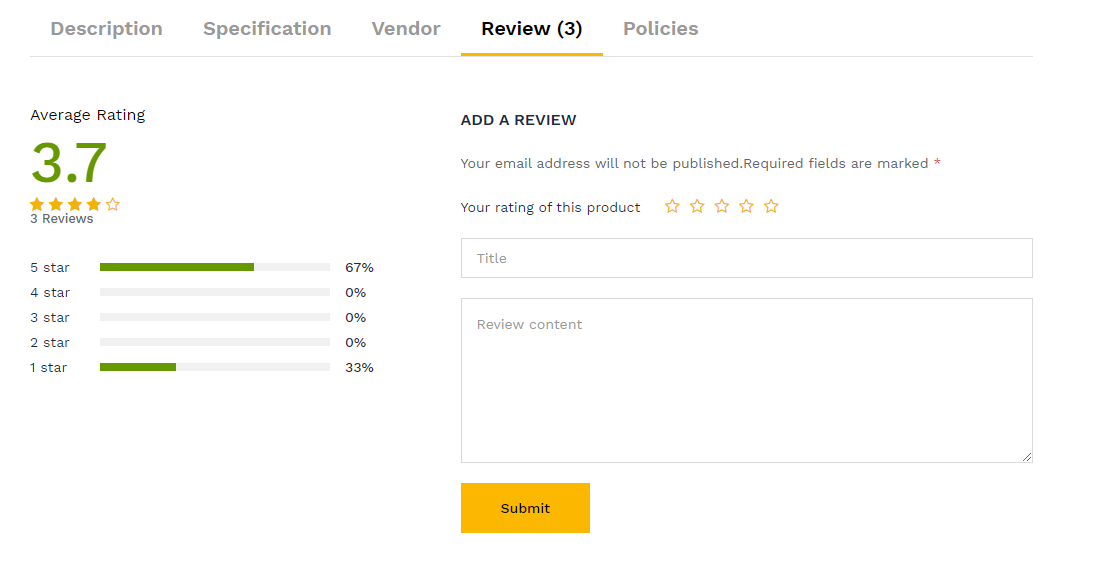 Description Specification Vendor Review (3) Policies
Average Rating
3.7
3 Reviews
5 star 67%
4 star 0%
3 star 0%
2 star 0%
1 star 33%
ADD A REVIEW
Your email address will not be published.Required fields are marked *
Your rating of this product
Title
Review content
Submit